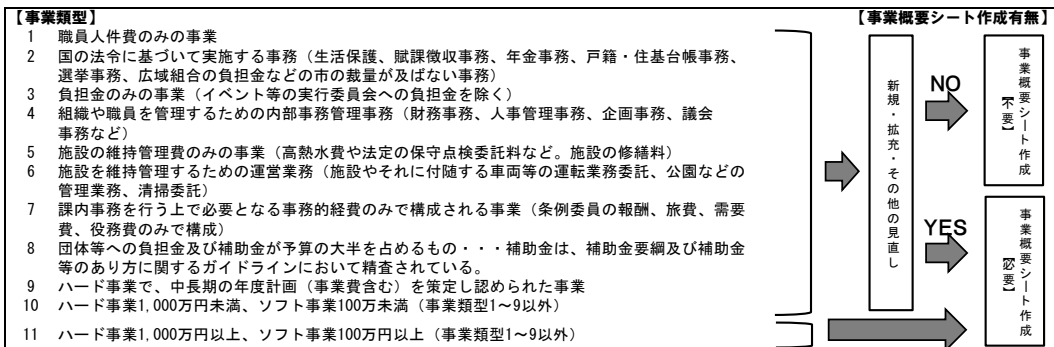 【事業類型】
【事業概要シート作成有無】
1 職員人件費のみの事業
2 国の法令に基づいて実施する事務（生活保護、賦課徴収事務、年金事務、戸籍・住基台帳事務、
選挙事務、広域組合の負担金などの市の裁量が及ばない事務）
3 負担金のみの事業（イベント等の実行委員会への負担金を除く）
4 組織や職員を管理するための内部事務管理事務（財務事務、人事管理事務、企画事務、議会
事務など）
5 施設の維持管理費のみの事業（高熱水費や法定の保守点検委託料など。施設の修繕料）
6 施設を維持管理するための運営業務（施設やそれに付随する車両等の運転業務委託、公園などの
管理業務、清掃委託）
7 課内事務を行う上で必要となる事務的経費のみで構成される事業（条例委員の報酬、旅費、需要
費、役務費のみで構成）
8 団体等への負担金及び補助金が予算の大半を占めるもの・・・補助金は、補助金要綱及び補助金
等のあり方に関するガイドラインにおいて精査されている。
9 ハード事業で、中長期の年度計画（事業費含む）を策定し認められた事業
10 ハード事業1,000万円未満、ソフト事業100万未満（事業類型1～9以外）
11 ハード事業1,000万円以上、ソフト事業100万円以上（事業類型1～9以外）
新規・拡充・その他の見直し
NO
事業概要シート作成
【不要】
YES
事業概要シート作成
【必要】